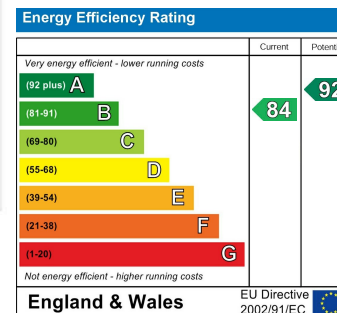 Energy Efficiency Rating
Current
Very energy efficient - lower running costs
(92 plus) A
92
(81-91) B
84
(69-80) C
(55-68) D
(39-54) E
(21-38) F
(1-20) G
Not energy efficient - higher running costs
England & Wales
EU Directive
2002/91/EC